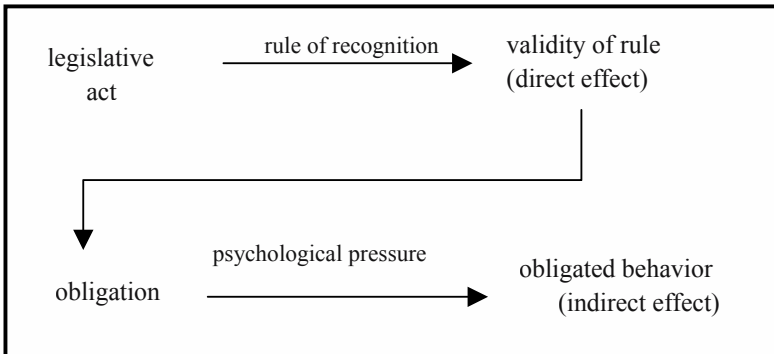 legislative
act
rule of recognition
validity of rule
(direct effect)
obligation
psychological pressure
obligated behavior
(indirect effect)